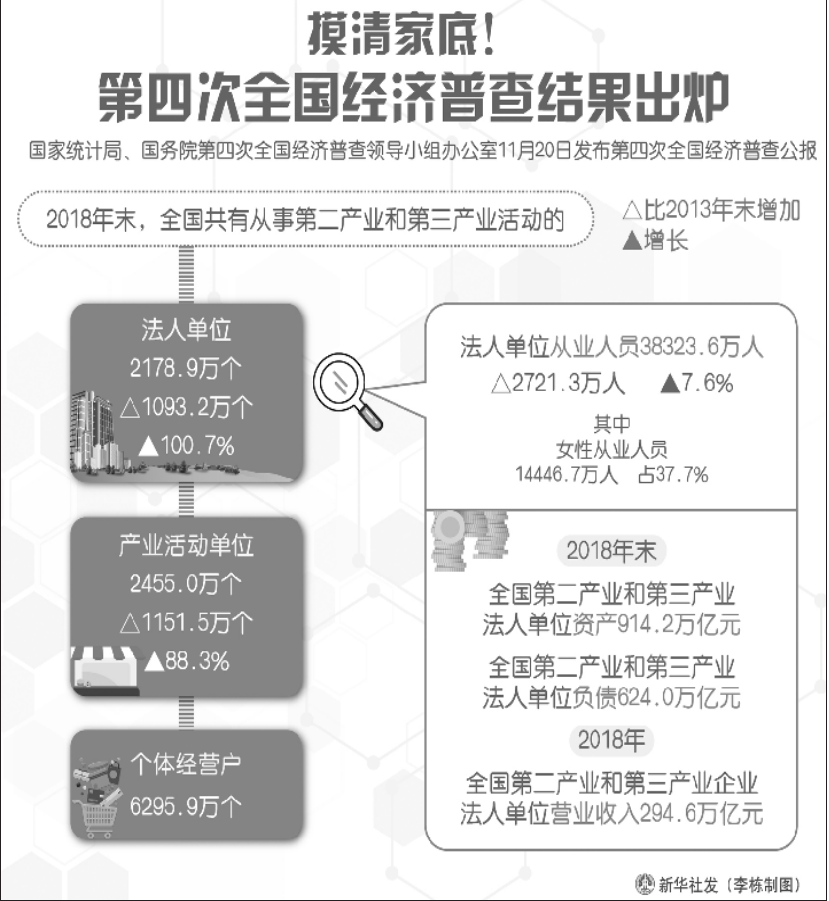 摸清家底！
第四次全国经济普查结果出炉
国家统计局、国务院第四次全国经济普查领导小组办公室11月20日发布第四次全国经济普查公报
2018年末，全国共有从事第二产业和第三产业活动的
△比2013年末增加
▲增长
法人单位
2178.9万个
△1093.2万个
▲100.7%
产业活动单位
2455.0万个
△1151.5万个
▲88.3%
个体经营户
6295.9万个
法人单位从业人员38323.6万人
△2721.3万人 ▲7.6%
其中
女性从业人员
14446.7万人 占37.7%
2018年末
全国第二产业和第三产业
法人单位资产914.2万亿元
全国第二产业和第三产业
法人单位负债624.0万亿元
2018年
全国第二产业和第三产业企业
法人单位营业收入294.6万亿元
新华社发（李栋制图）